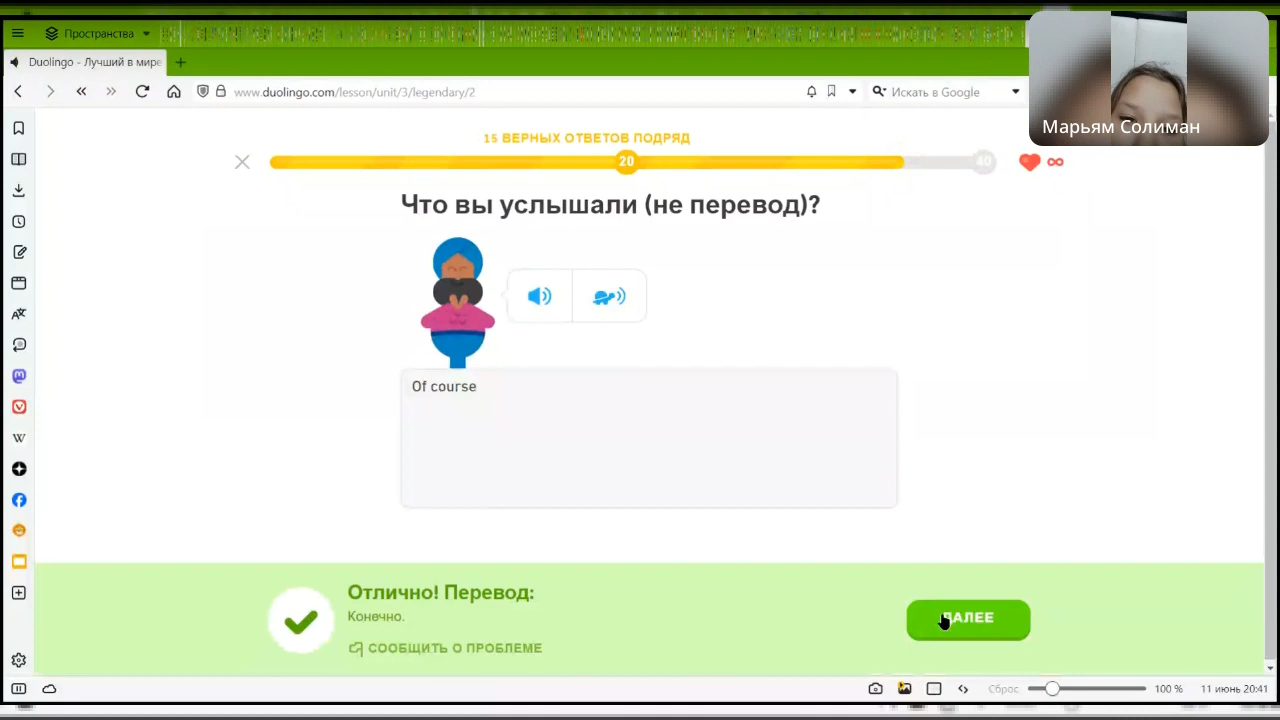 Пространства
Duolingo - Лучший в мире
www.duolingo.com/lesson/unit/3/legendary/2
Искать в Google
Марьям Солиман
15 ВЕРНЫХ ОТВЕТОВ ПОДРЯД
20
40
Что вы услышали (не перевод)?
Of course
Отлично! Перевод:
Конечно.
СООБЩИТЬ О ПРОБЛЕМЕ
ДАЛЕЕ
Сброс
100 %
11 июнь 20:41